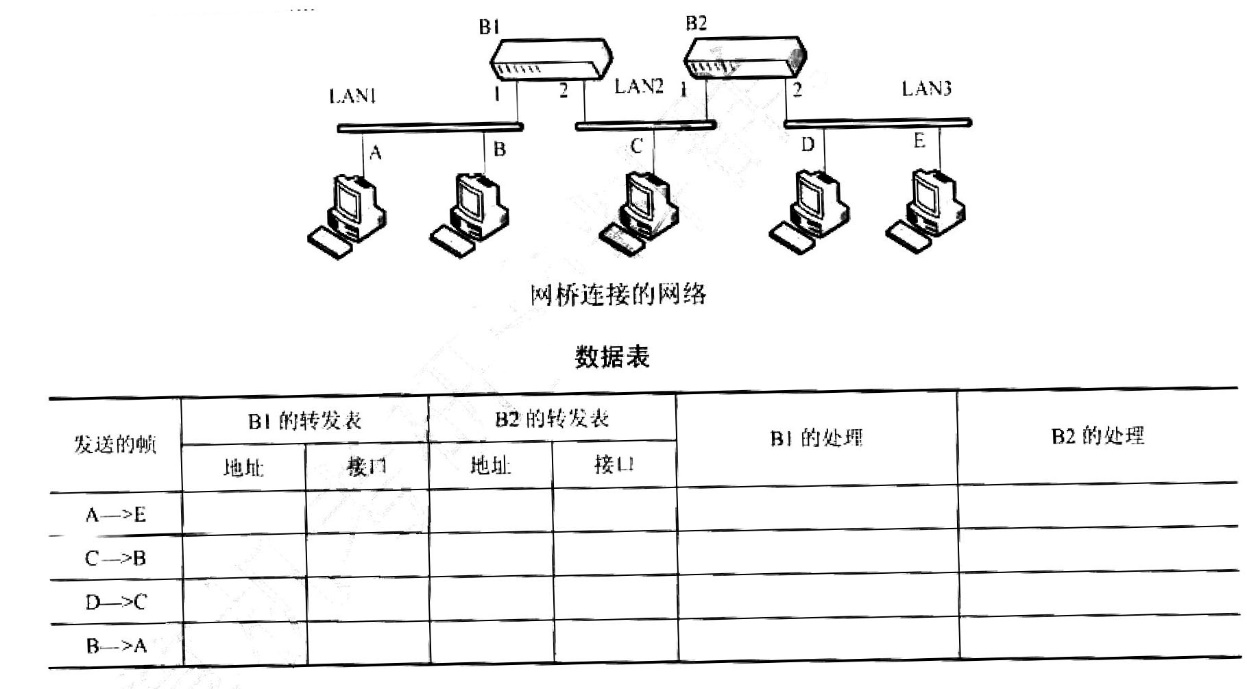 B1 B2
1 2 LAN2 1 2
LAN1 LAN3
A B C D E
网桥连接的网络
数据表
发送的帧 B1 的转发表 B2 的转发表 B1 的处理 B2 的处理
地址 接口 地址 接口
A—>E
C—>B
D—>C
B—>A